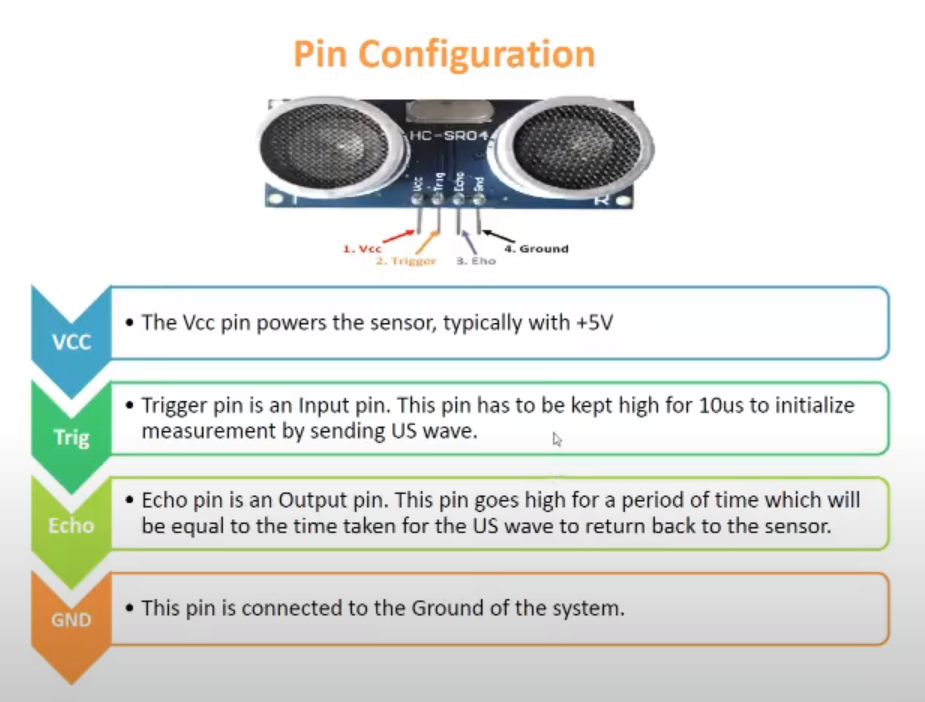 Pin Configuration
HC-SR04
Vcc
Trig
Echo
Gnd
T
R
1. Vcc
2. Trigger
3. Eho
4. Ground
VCC
• The Vcc pin powers the sensor, typically with +5V
Trig
• Trigger pin is an Input pin. This pin has to be kept high for 10us to initialize
measurement by sending US wave.
Echo
• Echo pin is an Output pin. This pin goes high for a period of time which will
be equal to the time taken for the US wave to return back to the sensor.
GND
• This pin is connected to the Ground of the system.